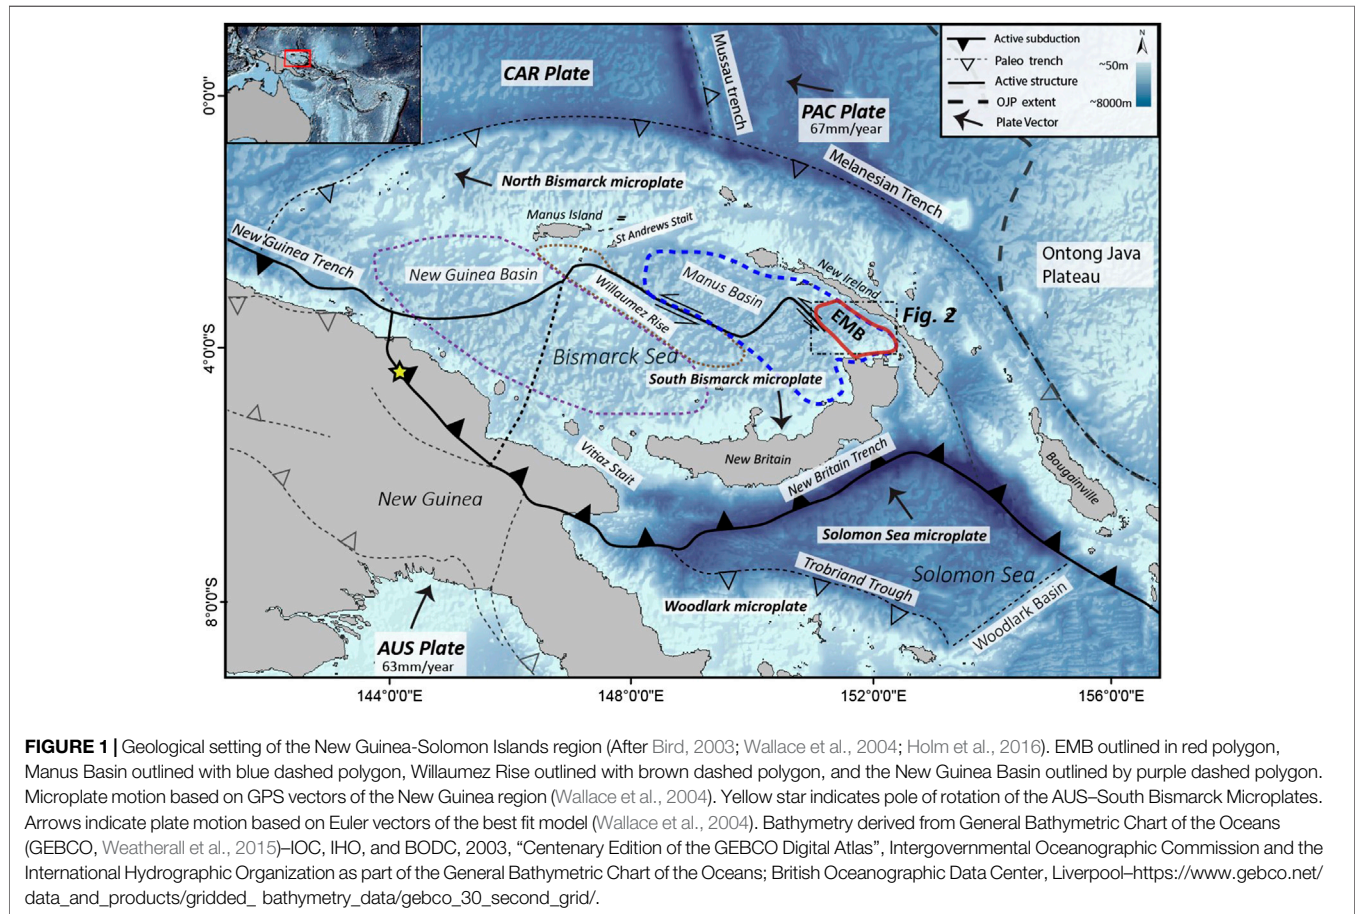 CAR Plate
Mussau trench
PAC Plate
67mm/year
Active subduction
Paleo trench
Active structure
OJP extent
Plate Vector
N
~50m
~8000m
0°0'0"
4°0'0"S
8°0'0"S
North Bismarck microplate
Melanesian Trench
Manus Island
St Andrews Stait
New Guinea Trench
New Guinea Basin
Willaumez Rise
Manus Basin
New Ireland
Ontong Java
Plateau
EMB
Fig. 2
Bismarck Sea
South Bismarck microplate
Vitiaz Stait
New Britain
New Britain Trench
Bougainville
New Guinea
Solomon Sea microplate
Trobriand Trough
Solomon Sea
Woodlark microplate
Woodlark Basin
AUS Plate
63mm/year
144°0'0"E
148°0'0"E
152°0'0"E
156°0'0"E
FIGURE 1 | Geological setting of the New Guinea-Solomon Islands region (After Bird, 2003; Wallace et al., 2004; Holm et al., 2016). EMB outlined in red polygon,
Manus Basin outlined with blue dashed polygon, Willaumez Rise outlined with brown dashed polygon, and the New Guinea Basin outlined by purple dashed polygon.
Microplate motion based on GPS vectors of the New Guinea region (Wallace et al., 2004). Yellow star indicates pole of rotation of the AUS–South Bismarck Microplates.
Arrows indicate plate motion based on Euler vectors of the best fit model (Wallace et al., 2004). Bathymetry derived from General Bathymetric Chart of the Oceans
(GEBCO, Weatherall et al., 2015)–IOC, IHO, and BODC, 2003, “Centenary Edition of the GEBCO Digital Atlas”, Intergovernmental Oceanographic Commission and the
International Hydrographic Organization as part of the General Bathymetric Chart of the Oceans; British Oceanographic Data Center, Liverpool–https://www.gebco.net/
data_and_products/gridded_ bathymetry_data/gebco_30_second_grid/.